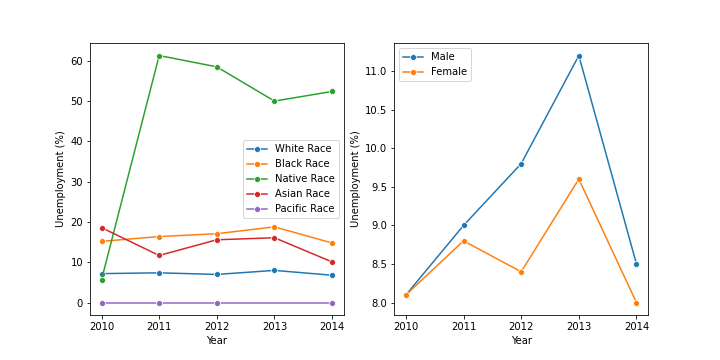 60
50
40
30
20
10
0
Unemployment (%)
White Race
Black Race
Native Race
Asian Race
Pacific Race
2010 2011 2012 2013 2014
Year
Male
Female
11.0
10.5
10.0
9.5
9.0
8.5
8.0
Unemployment (%)
2010 2011 2012 2013 2014
Year